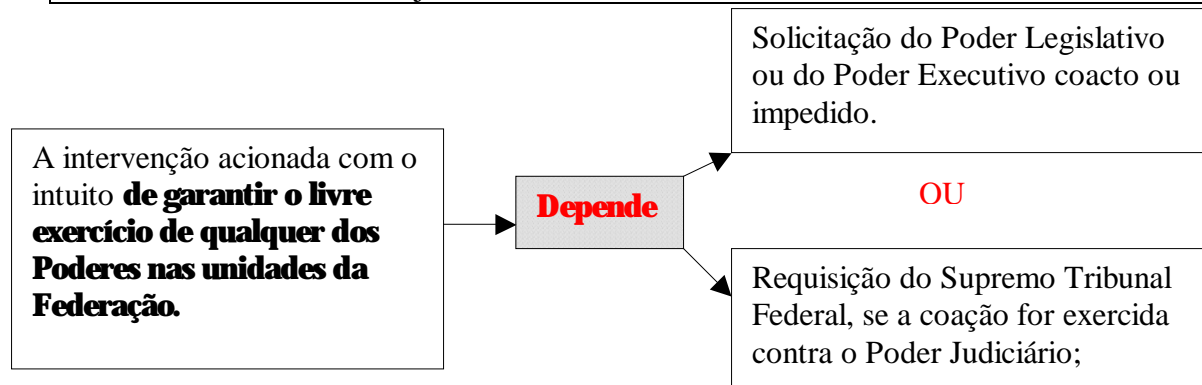 A intervenção acionada com o
intuito de garantir o livre
exercício de qualquer dos
Poderes nas unidades da
Federação.
Depende
Solicitação do Poder Legislativo
ou do Poder Executivo coacto ou
impedido.
OU
Requisição do Supremo Tribunal
Federal, se a coação for exercida
contra o Poder Judiciário;